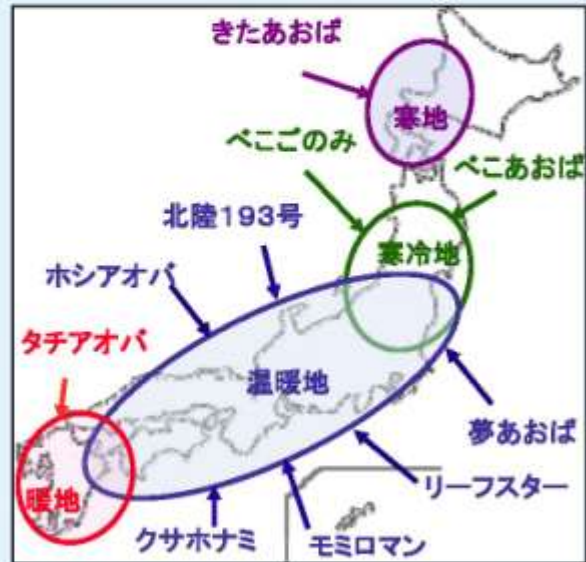 きたあおば
寒地
べこごのみ
べこあおば
北陸193号
寒冷地
ホシアオバ
タチアオバ
温暖地
夢あおば
リーフスター
暖地
クサホナミ
モミロマン